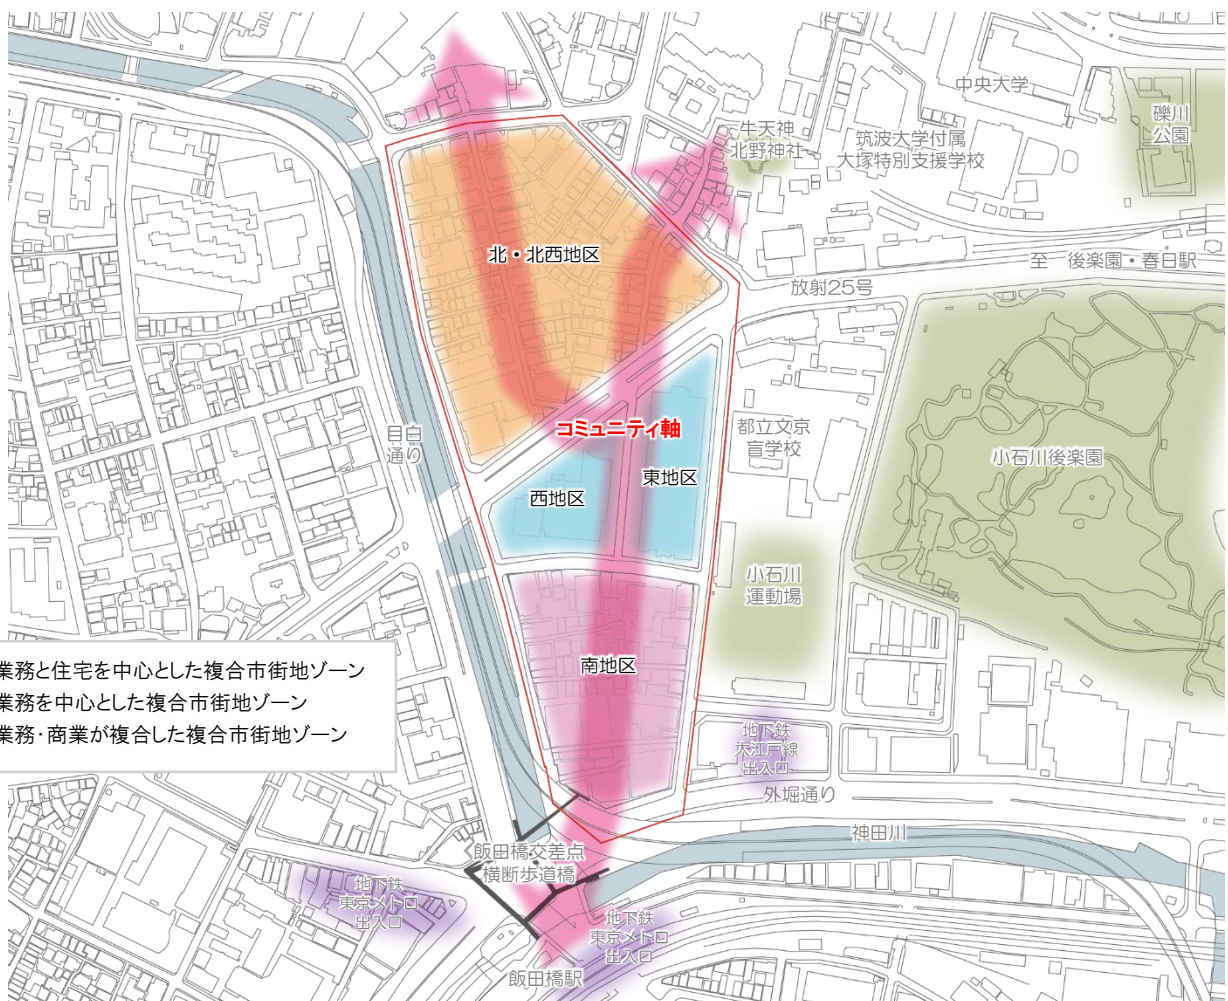 中央大学
礫川
公園
牛天神
北野神社
筑波大学付属
大塚特別支援学校
北・北西地区
至　後楽園・春日駅
放射25号
目白
通り
コミュニティ軸
都立文京
盲学校
小石川後楽園
東地区
西地区
小石川
運動場
業務と住宅を中心とした複合市街地ゾーン
業務を中心とした複合市街地ゾーン
業務・商業が複合した複合市街地ゾーン
南地区
地下鉄
大江戸線
出入口
外堀通り
神田川
飯田橋交差点
横断歩道橋
地下鉄
東京メトロ
出入口
地下鉄
東京メトロ
出入口
飯田橋駅